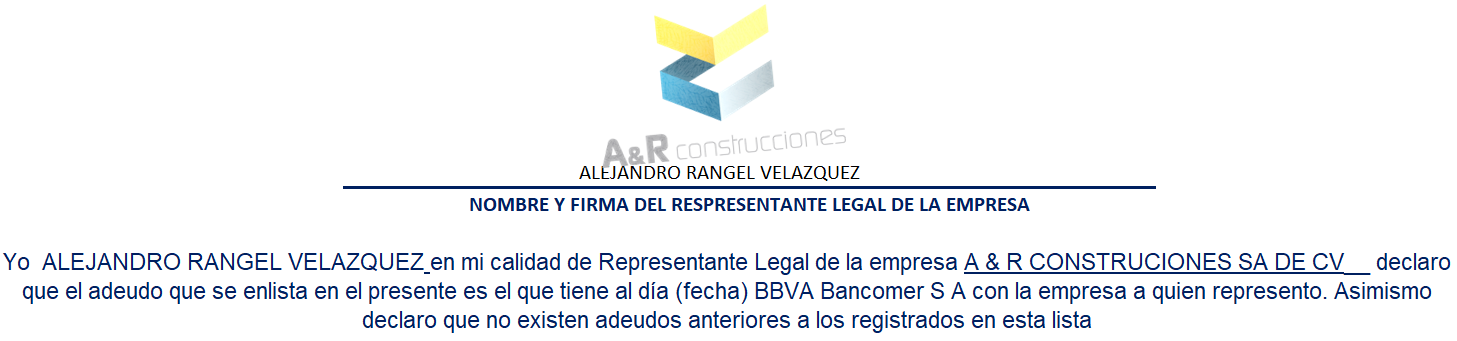 A&R construcciones
ALEJANDRO RANGEL VELAZQUEZ
NOMBRE Y FIRMA DEL RESPRESENTANTE LEGAL DE LA EMPRESA
Yo ALEJANDRO RANGEL VELAZQUEZ en mi calidad de Representante Legal de la empresa A & R CONSTRUCIONES SA DE CV__ declaro
que el adeudo que se enlista en el presente es el que tiene al día (fecha) BBVA Bancomer S A con la empresa a quien represento. Asimismo
declaro que no existen adeudos anteriores a los registrados en esta lista